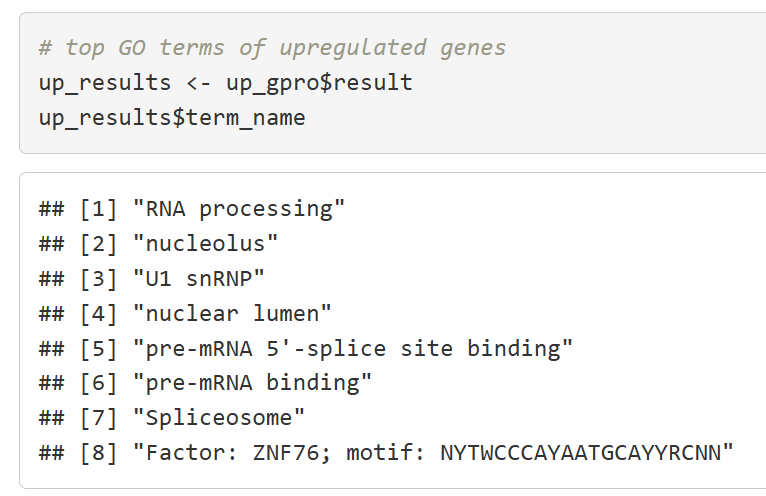 # top GO terms of upregulated genes
up_results <- up_gpro$result
up_results$term_name
## [1] "RNA processing"
## [2] "nucleolus"
## [3] "U1 snRNP"
## [4] "nuclear lumen"
## [5] "pre-mRNA 5'-splice site binding"
## [6] "pre-mRNA binding"
## [7] "Spliceosome"
## [8] "Factor: ZNF76; motif: NYTWCCCAYAATGCAYYRCNN"